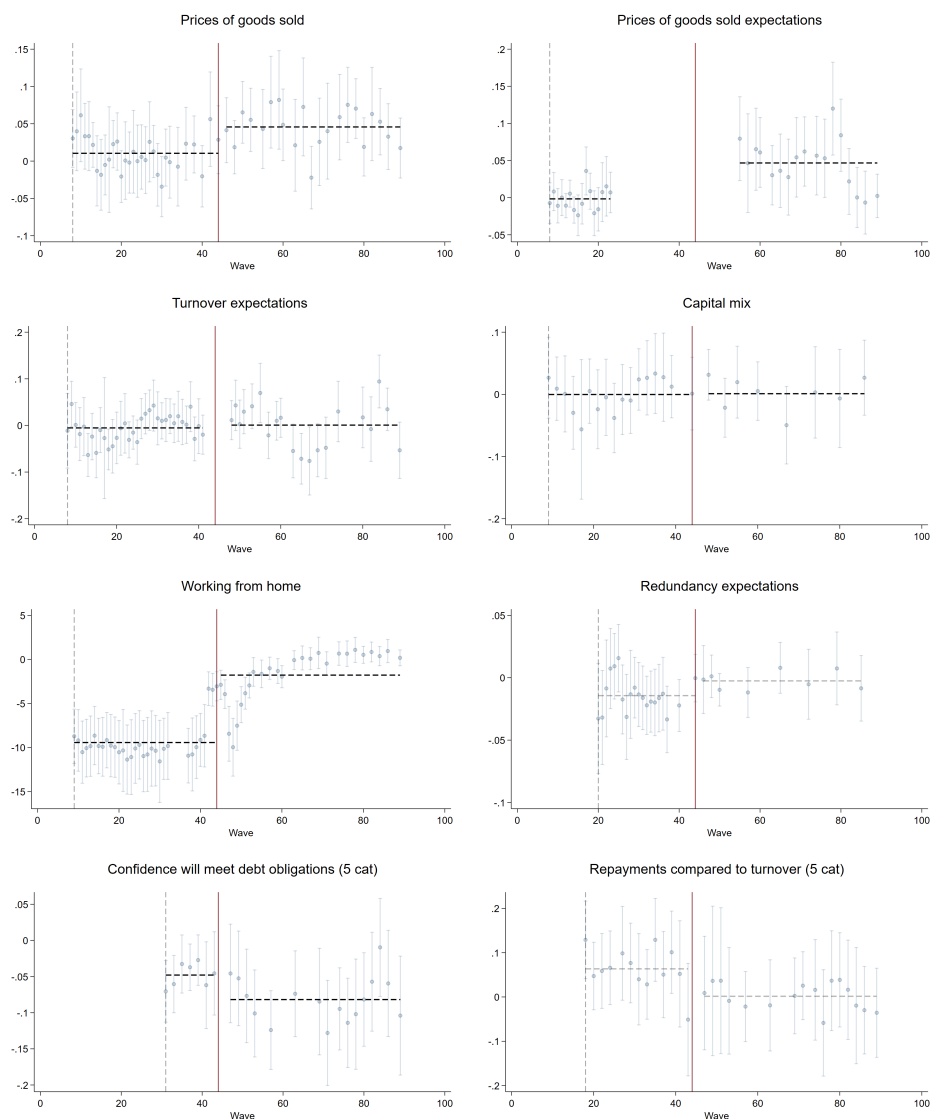 Prices of goods sold
.15
.1
.05
0
-.05
-.1
0 20 40 60 80 100
Wave
Prices of goods sold expectations
.2
.15
.1
.05
0
-.05
0 20 40 60 80 100
Wave
Turnover expectations
.2
.1
0
-.1
-.2
0 20 40 60 80 100
Wave
Capital mix
.1
0
-.1
-.2
0 20 40 60 80 100
Wave
Working from home
5
0
-5
-10
-15
0 20 40 60 80 100
Wave
Redundancy expectations
.05
0
-.05
-.1
0 20 40 60 80 100
Wave
Confidence will meet debt obligations (5 cat)
.05
0
-.05
-.1
-.15
-.2
0 20 40 60 80 100
Wave
Repayments compared to turnover (5 cat)
.2
.1
0
-.1
-.2
0 20 40 60 80 100
Wave